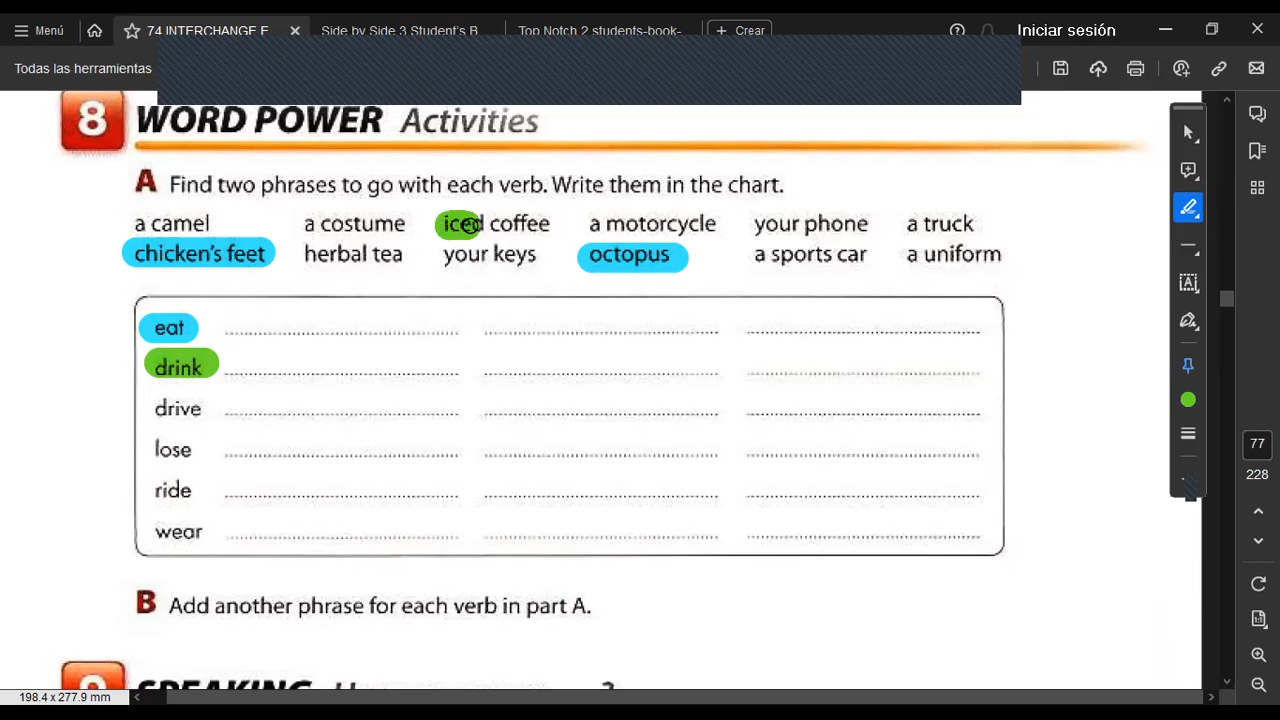 Menú
74 INTERCHANGE F
Side by Side 3 Student's B
Top Notch 2 students-book-
Crear
Iniciar sesión
Todas las herramientas
8 WORD POWER Activities
A Find two phrases to go with each verb. Write them in the chart.
a camel a costume iced coffee a motorcycle your phone a truck
chicken's feet herbal tea your keys octopus a sports car a uniform
eat
drink
drive
lose
ride
wear
B Add another phrase for each verb in part A.
77
228
198.4 x 277.9 mm